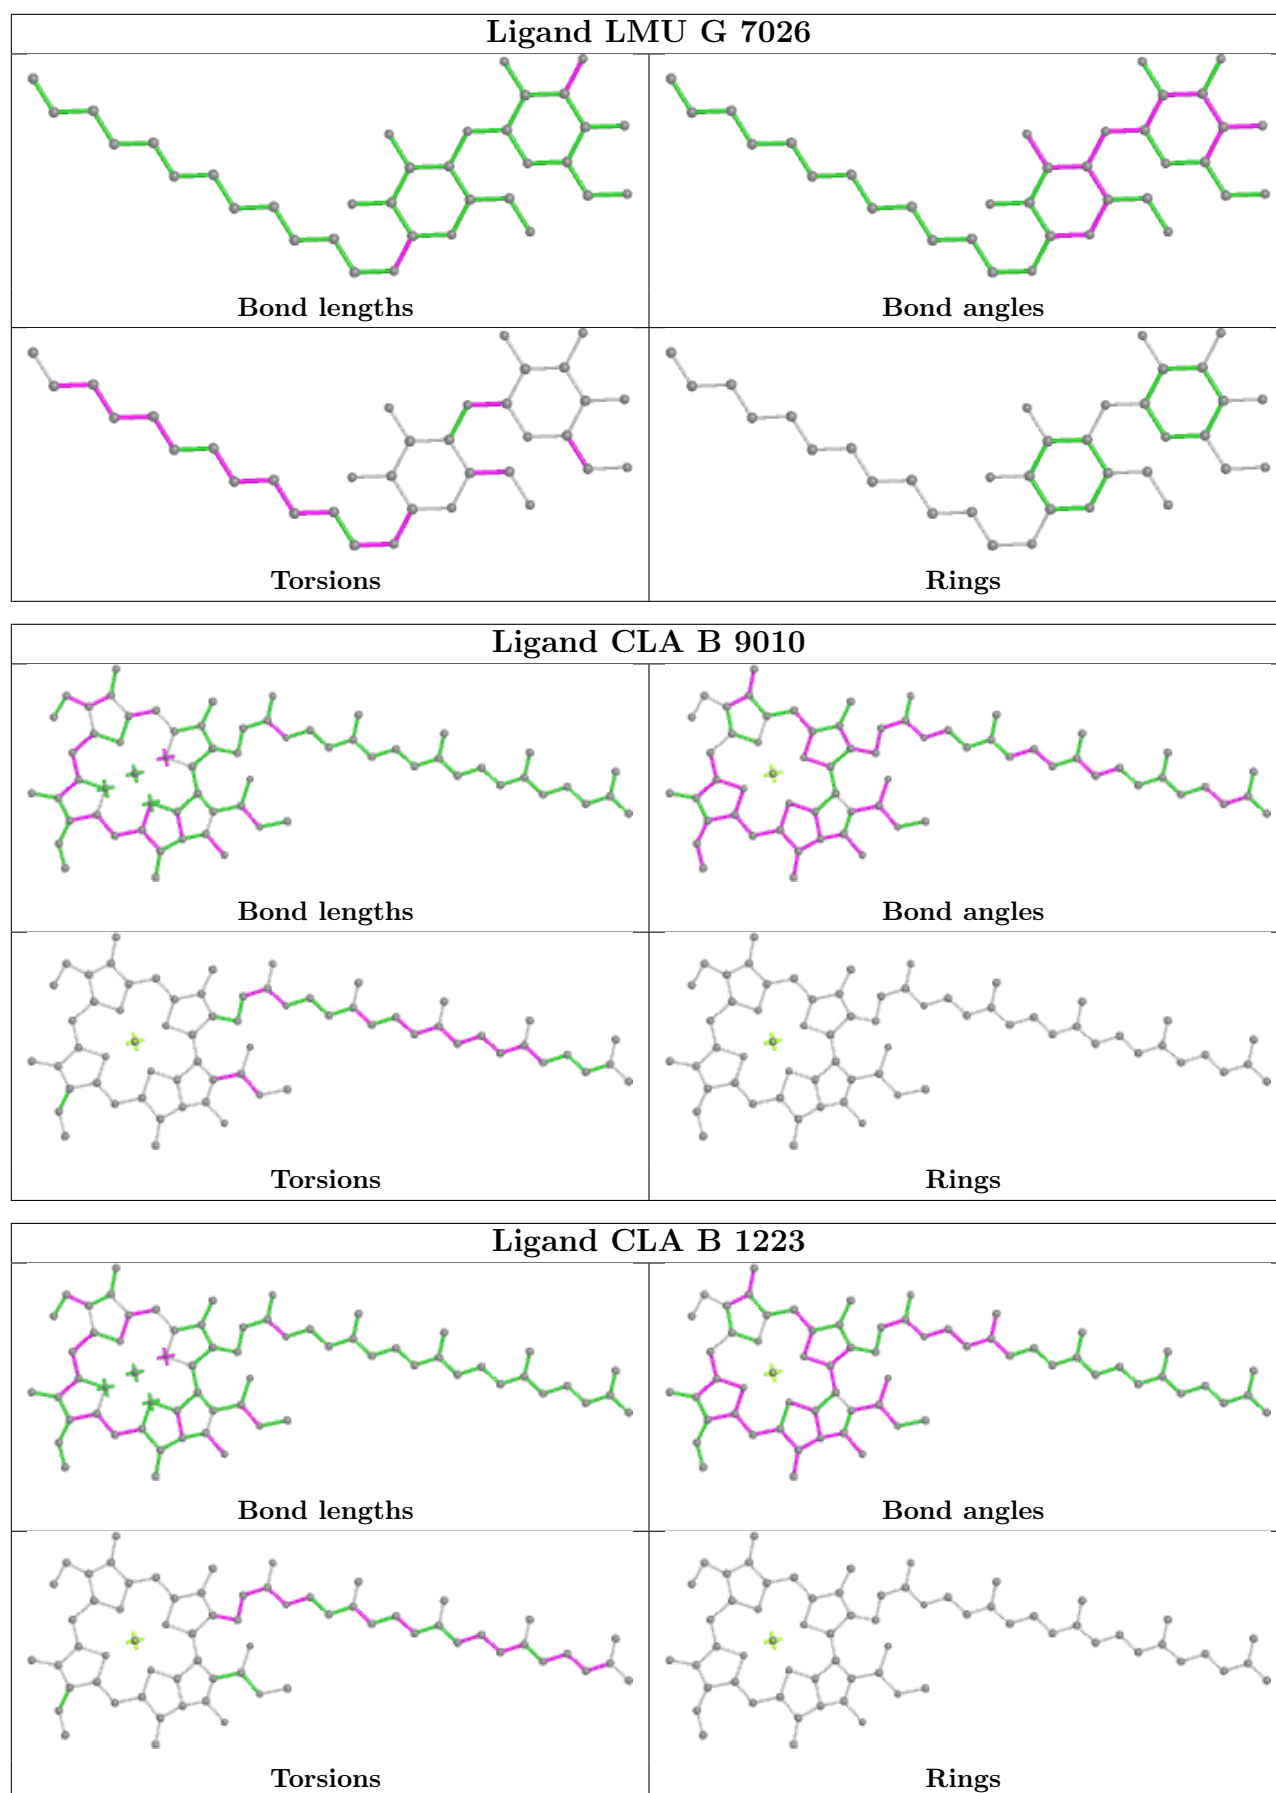 Ligand LMU G 7026
Bond lengths
Bond angles
Torsions
Rings
Ligand CLA B 9010
Bond lengths
Bond angles
Torsions
Rings
Ligand CLA B 1223
Bond lengths
Bond angles
Torsions
Rings